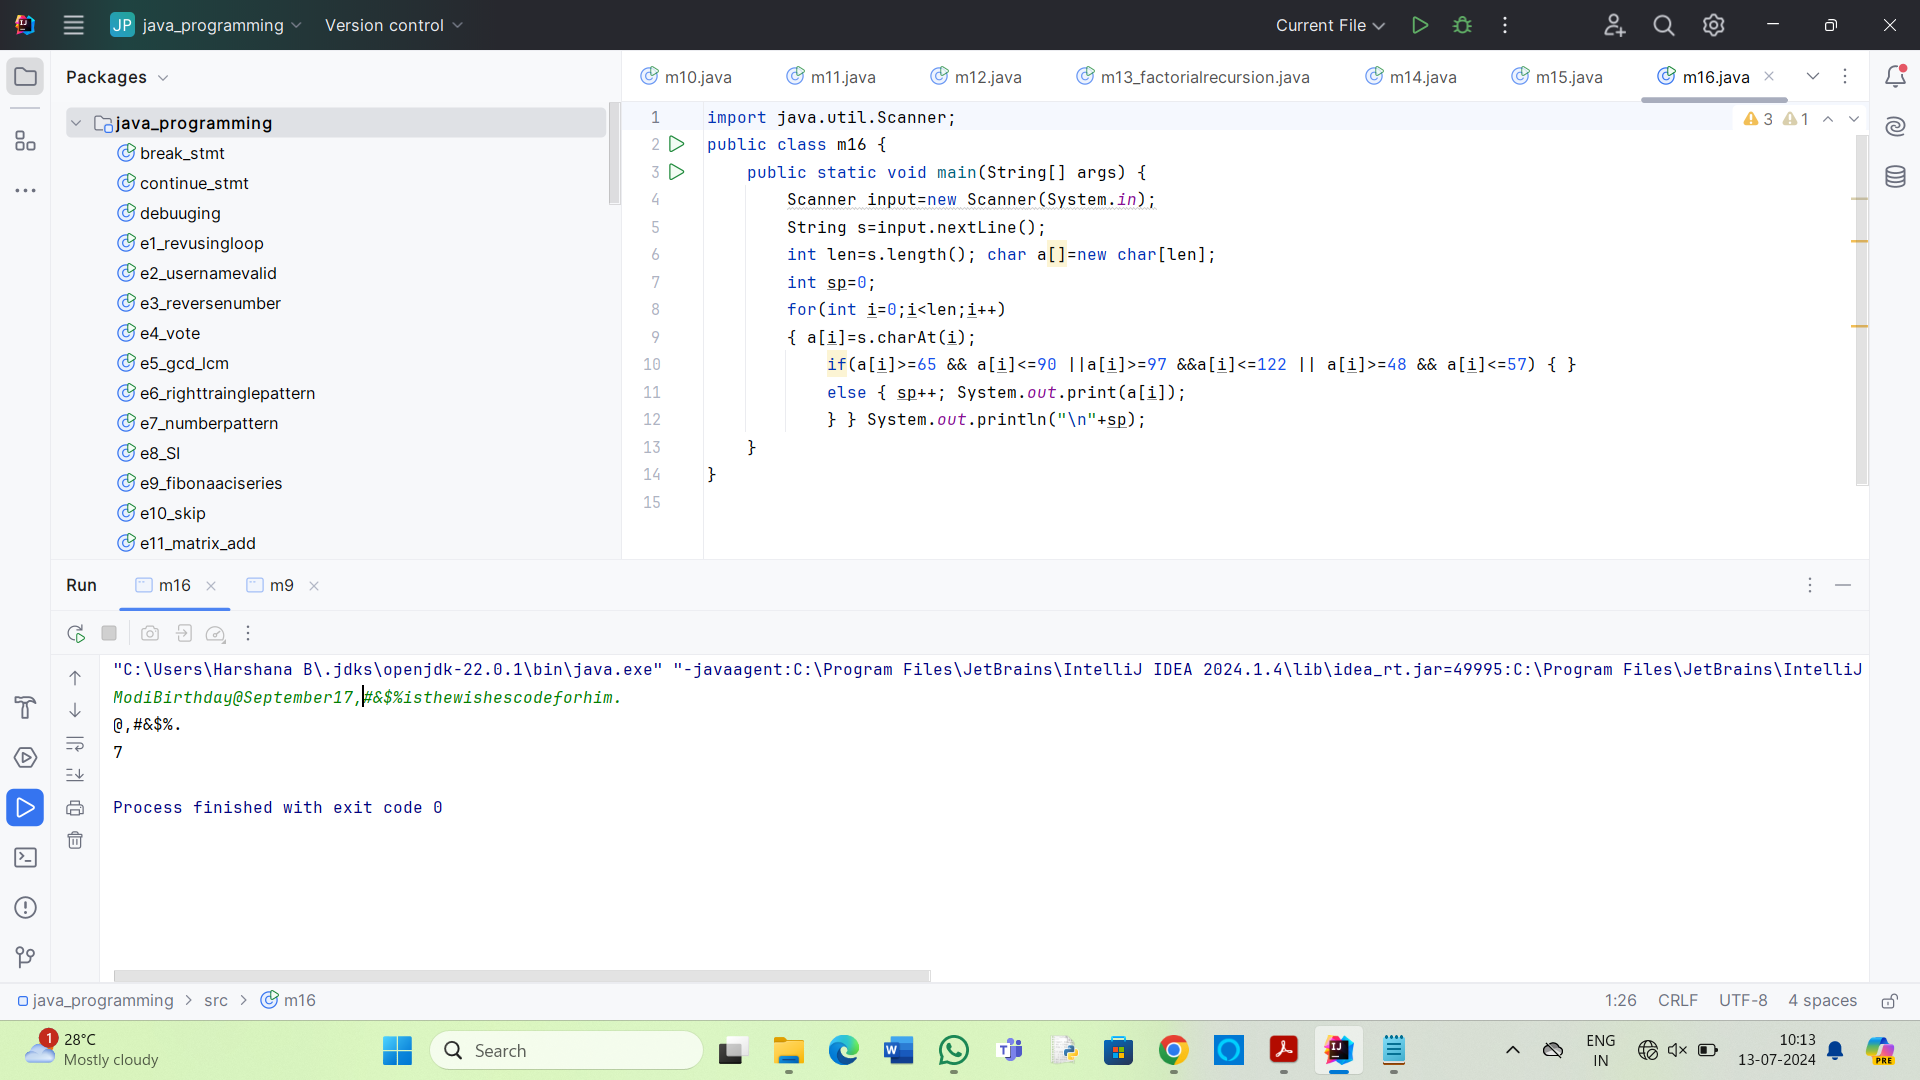 JP java_programming Version control Current File
Packages
java_programming
break_stmt
continue_stmt
debuuging
e1_revusingloop
e2_usernamevalid
e3_reversenumber
e4_vote
e5_gcd_lcm
e6_righttrainglepattern
e7_numberpattern
e8_SI
e9_fibonaaciseries
e10_skip
e11_matrix_add
m10.java m11.java m12.java m13_factorialrecursion.java m14.java m15.java m16.java
3 1
1 import java.util.Scanner;
2 public class m16 {
3 public static void main(String[] args) {
4 Scanner input=new Scanner(System.in);
5 String s=input.nextLine();
6 int len=s.length(); char a[]=new char[len];
7 int sp=0;
8 for(int i=0;i<len;i++)
9 { a[i]=s.charAt(i);
10 if(a[i]>=65 && a[i]<=90 ||a[i]>=97 &&a[i]<=122 || a[i]>=48 && a[i]<=57) { }
11 else { sp++; System.out.print(a[i]);
12 } } System.out.println("\n"+sp);
13 }
14 }
15
Run m16 m9
"C:\Users\Harshana B\.jdks\openjdk-22.0.1\bin\java.exe" "-javaagent:C:\Program Files\JetBrains\IntelliJ IDEA 2024.1.4\lib\idea_rt.jar=49995:C:\Program Files\JetBrains\IntelliJ
ModiBirthday@September17,#&$%isthewishescodeforhim.
@,#&$%.
7
Process finished with exit code 0
java_programming > src > m16 1:26 CRLF UTF-8 4 spaces
1 28°C
Mostly cloudy
Search
ENG
IN
10:13
13-07-2024
PRE